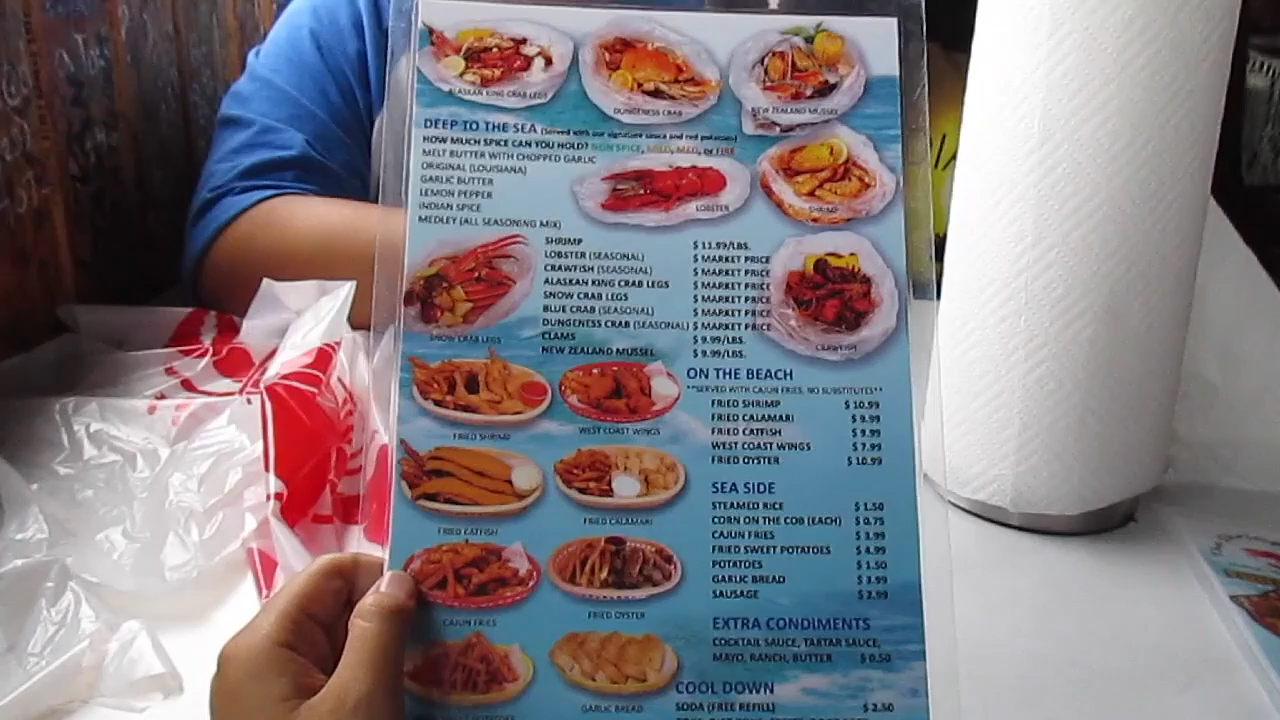 ALASKAN KING CRAB LEGS
DUNGENESS CRAB
NEW ZEALAND MUSSEL
DEEP TO THE SEA (Served with our signature sauce and red potatoes)
HOW MUCH SPICE CAN YOU HOLD? NON SPICE, MILD, MED, or FIRE
MELT BUTTER WITH CHOPPED GARLIC
ORIGINAL (LOUISIANA)
GARLIC BUTTER
LEMON PEPPER
INDIAN SPICE
MEDLEY (ALL SEASONING MIX)
LOBSTER
SHRIMP
SHRIMP $ 11.99/LBS.
LOBSTER (SEASONAL) $ MARKET PRICE
CRAWFISH (SEASONAL) $ MARKET PRICE
ALASKAN KING CRAB LEGS $ MARKET PRICE
SNOW CRAB LEGS $ MARKET PRICE
BLUE CRAB (SEASONAL) $ MARKET PRICE
DUNGENESS CRAB (SEASONAL) $ MARKET PRICE
CLAMS $ 9.99/LBS.
NEW ZEALAND MUSSEL $ 9.99/LBS.
SNOW CRAB LEGS
CRAWFISH
ON THE BEACH
**SERVED WITH CAJUN FRIES, NO SUBSTITUTES**
FRIED SHRIMP $ 10.99
FRIED CALAMARI $ 9.99
FRIED CATFISH $ 9.99
WEST COAST WINGS $ 7.99
FRIED OYSTER $ 10.99
FRIED SHRIMP
WEST COAST WINGS
FRIED CATFISH
FRIED CALAMARI
SEA SIDE
STEAMED RICE $ 1.50
CORN ON THE COB (EACH) $ 0.75
CAJUN FRIES $ 3.99
FRIED SWEET POTATOES $ 4.99
POTATOES $ 1.50
GARLIC BREAD $ 3.99
SAUSAGE $ 2.99
CAJUN FRIES
FRIED OYSTER
EXTRA CONDIMENTS
COCKTAIL SAUCE, TARTAR SAUCE,
MAYO, RANCH, BUTTER $ 0.50
GARLIC BREAD
COOL DOWN
SODA (FREE REFILL) $ 2.50